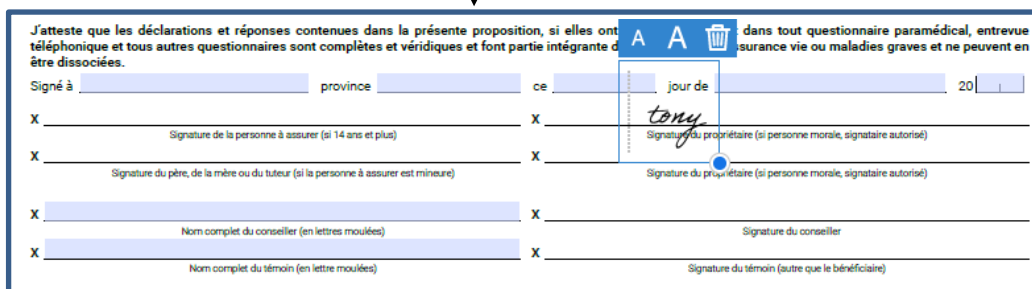 J'atteste que les déclarations et réponses contenues dans la présente proposition, si elles ont dans tout questionnaire paramédical, entrevue
téléphonique et tous autres questionnaires sont complètes et véridiques et font partie intégrante d surance vie ou maladies graves et ne peuvent en
être dissociées.
A A
Signé à province ce jour de 20
X X tony
Signature de la personne à assurer (si 14 ans et plus) Signature du propriétaire (si personne morale, signataire autorisé)
X X
Signature du père, de la mère ou du tuteur (si la personne à assurer est mineure) Signature du propriétaire (si personne morale, signataire autorisé)
X X
Nom complet du conseiller (en lettres moulées) Signature du conseiller
X X
Nom complet du témoin (en lettre moulées) Signature du témoin (autre que le bénéficiaire)